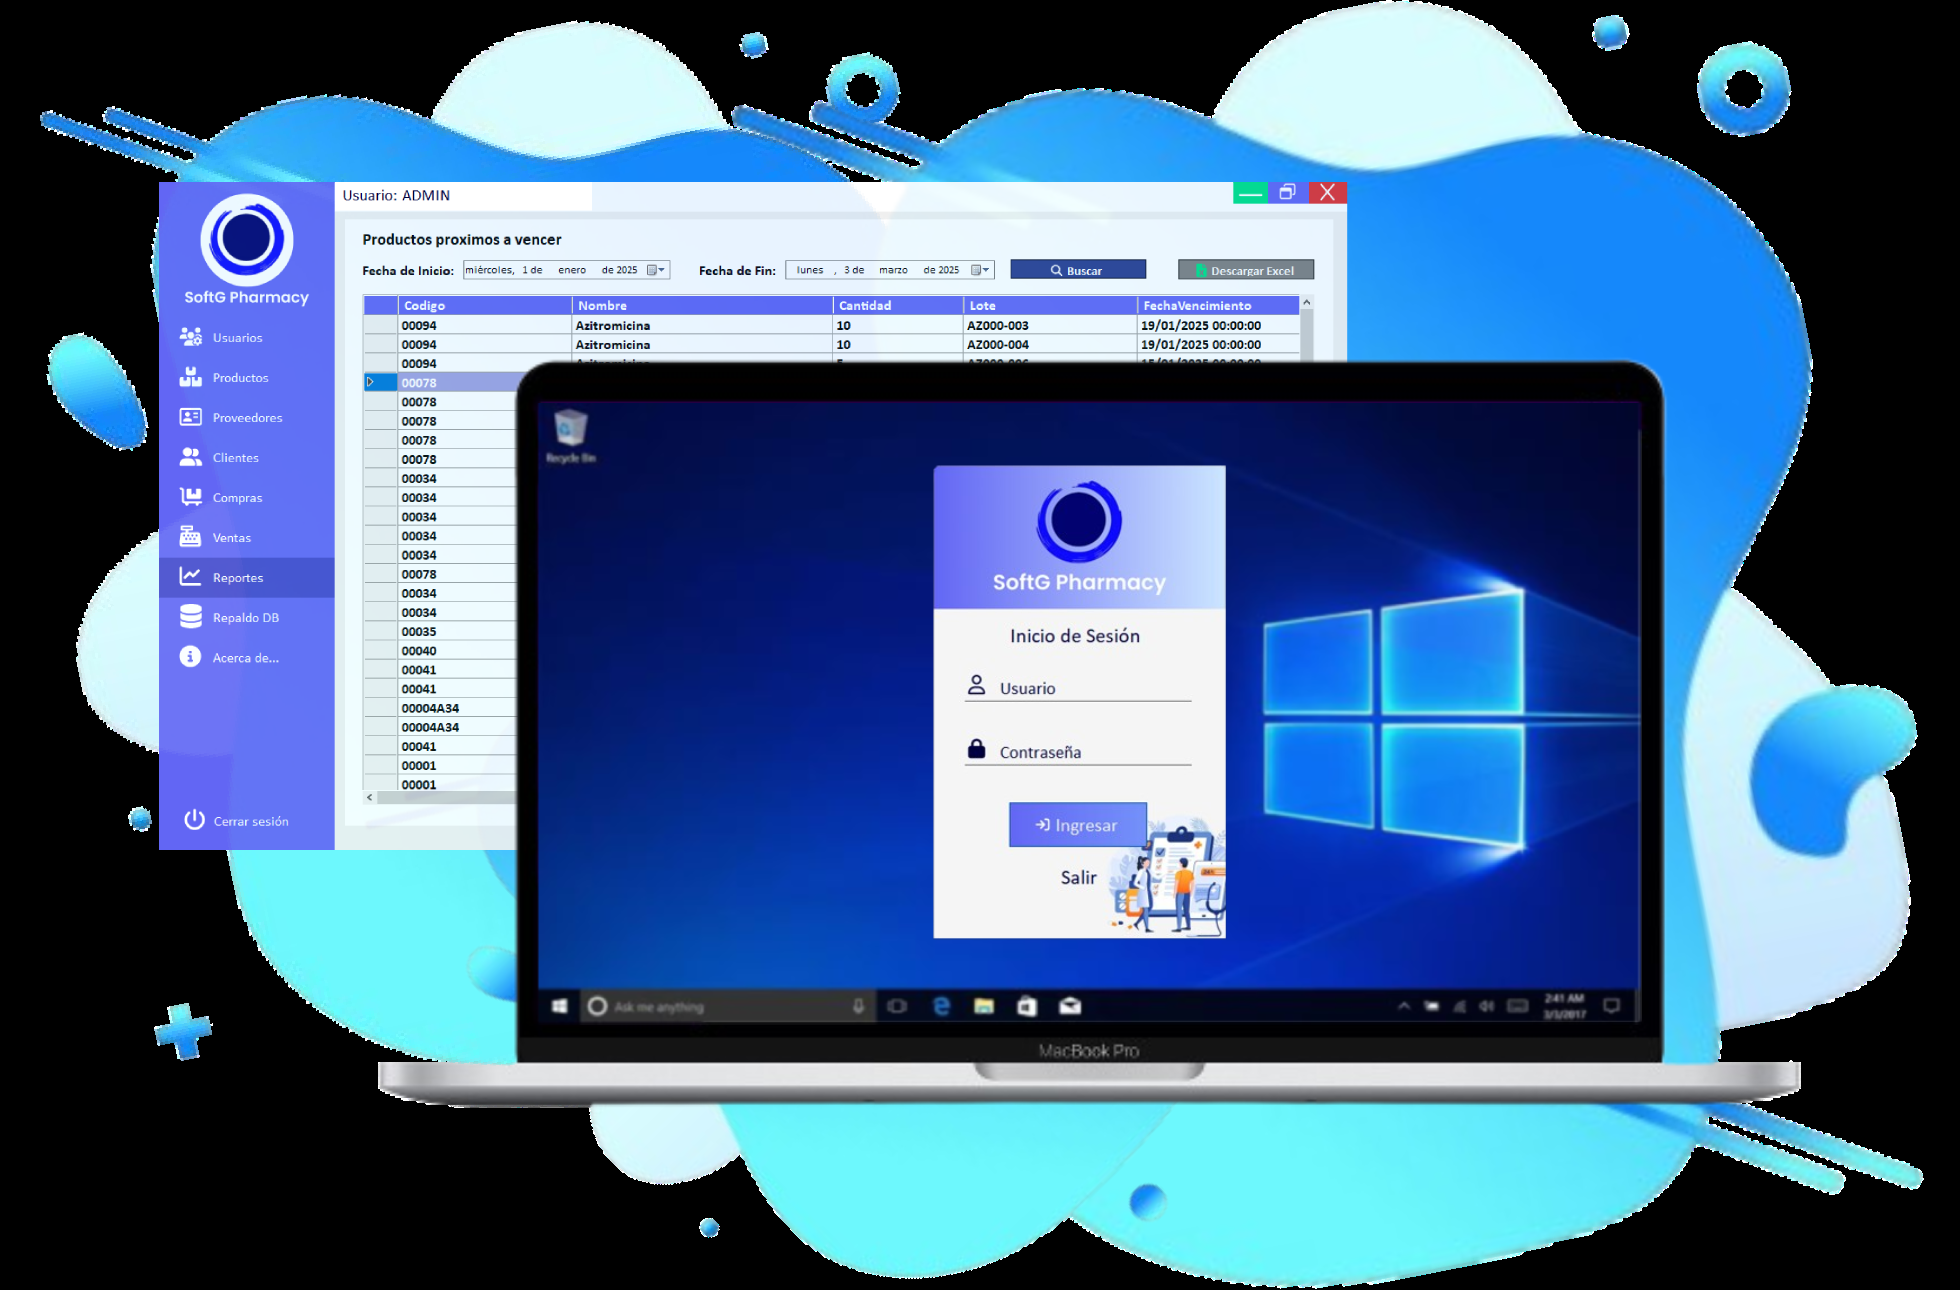 Usuario: ADMIN
SoftG Pharmacy
Usuarios
Productos
Proveedores
Clientes
Compras
Ventas
Reportes
Repaldo DB
Acerca de...
Cerrar sesión
Productos proximos a vencer
Fecha de Inicio: miércoles, 1 de enero de 2025 Fecha de Fin: lunes , 3 de marzo de 2025 Buscar Descargar Excel
Codigo Nombre Cantidad Lote FechaVencimiento
00094 Azitromicina 10 AZ000-003 19/01/2025 00:00:00
00094 Azitromicina 10 AZ000-004 19/01/2025 00:00:00
00094
00078
00078
00078
00078
00078
00034
00034
00034
00034
00034
00078
00034
00034
00035
00040
00041
00041
00004A34
00004A34
00041
00001
00001
Recycle Bin
SoftG Pharmacy
Inicio de Sesión
Usuario
Contraseña
Ingresar
Salir
Ask me anything
2:41 AM
3/3/2017
MacBook Pro